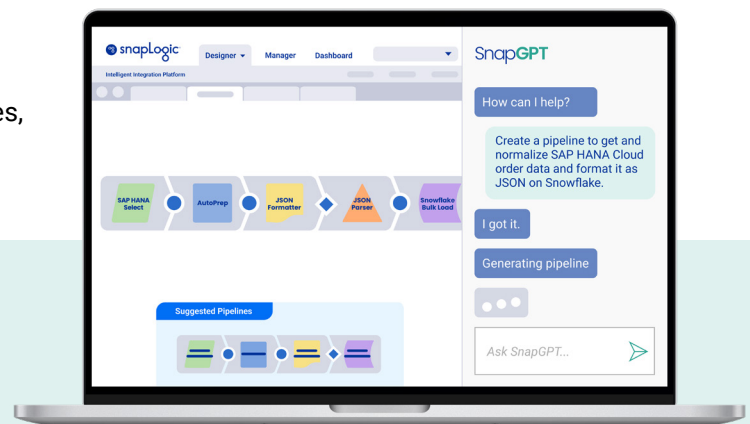 es,
snapLogic
Designer
Manager
Dashboard
Intelligent Integration Platform
SAP HANA
Select
AutoPrep
JSON
Formatter
JSON
Parser
Snowflake
Bulk Load
Suggested Pipelines
SnapGPT
How can I help?
Create a pipeline to get and
normalize SAP HANA Cloud
order data and format it as
JSON on Snowflake.
I got it.
Generating pipeline
Ask SnapGPT...